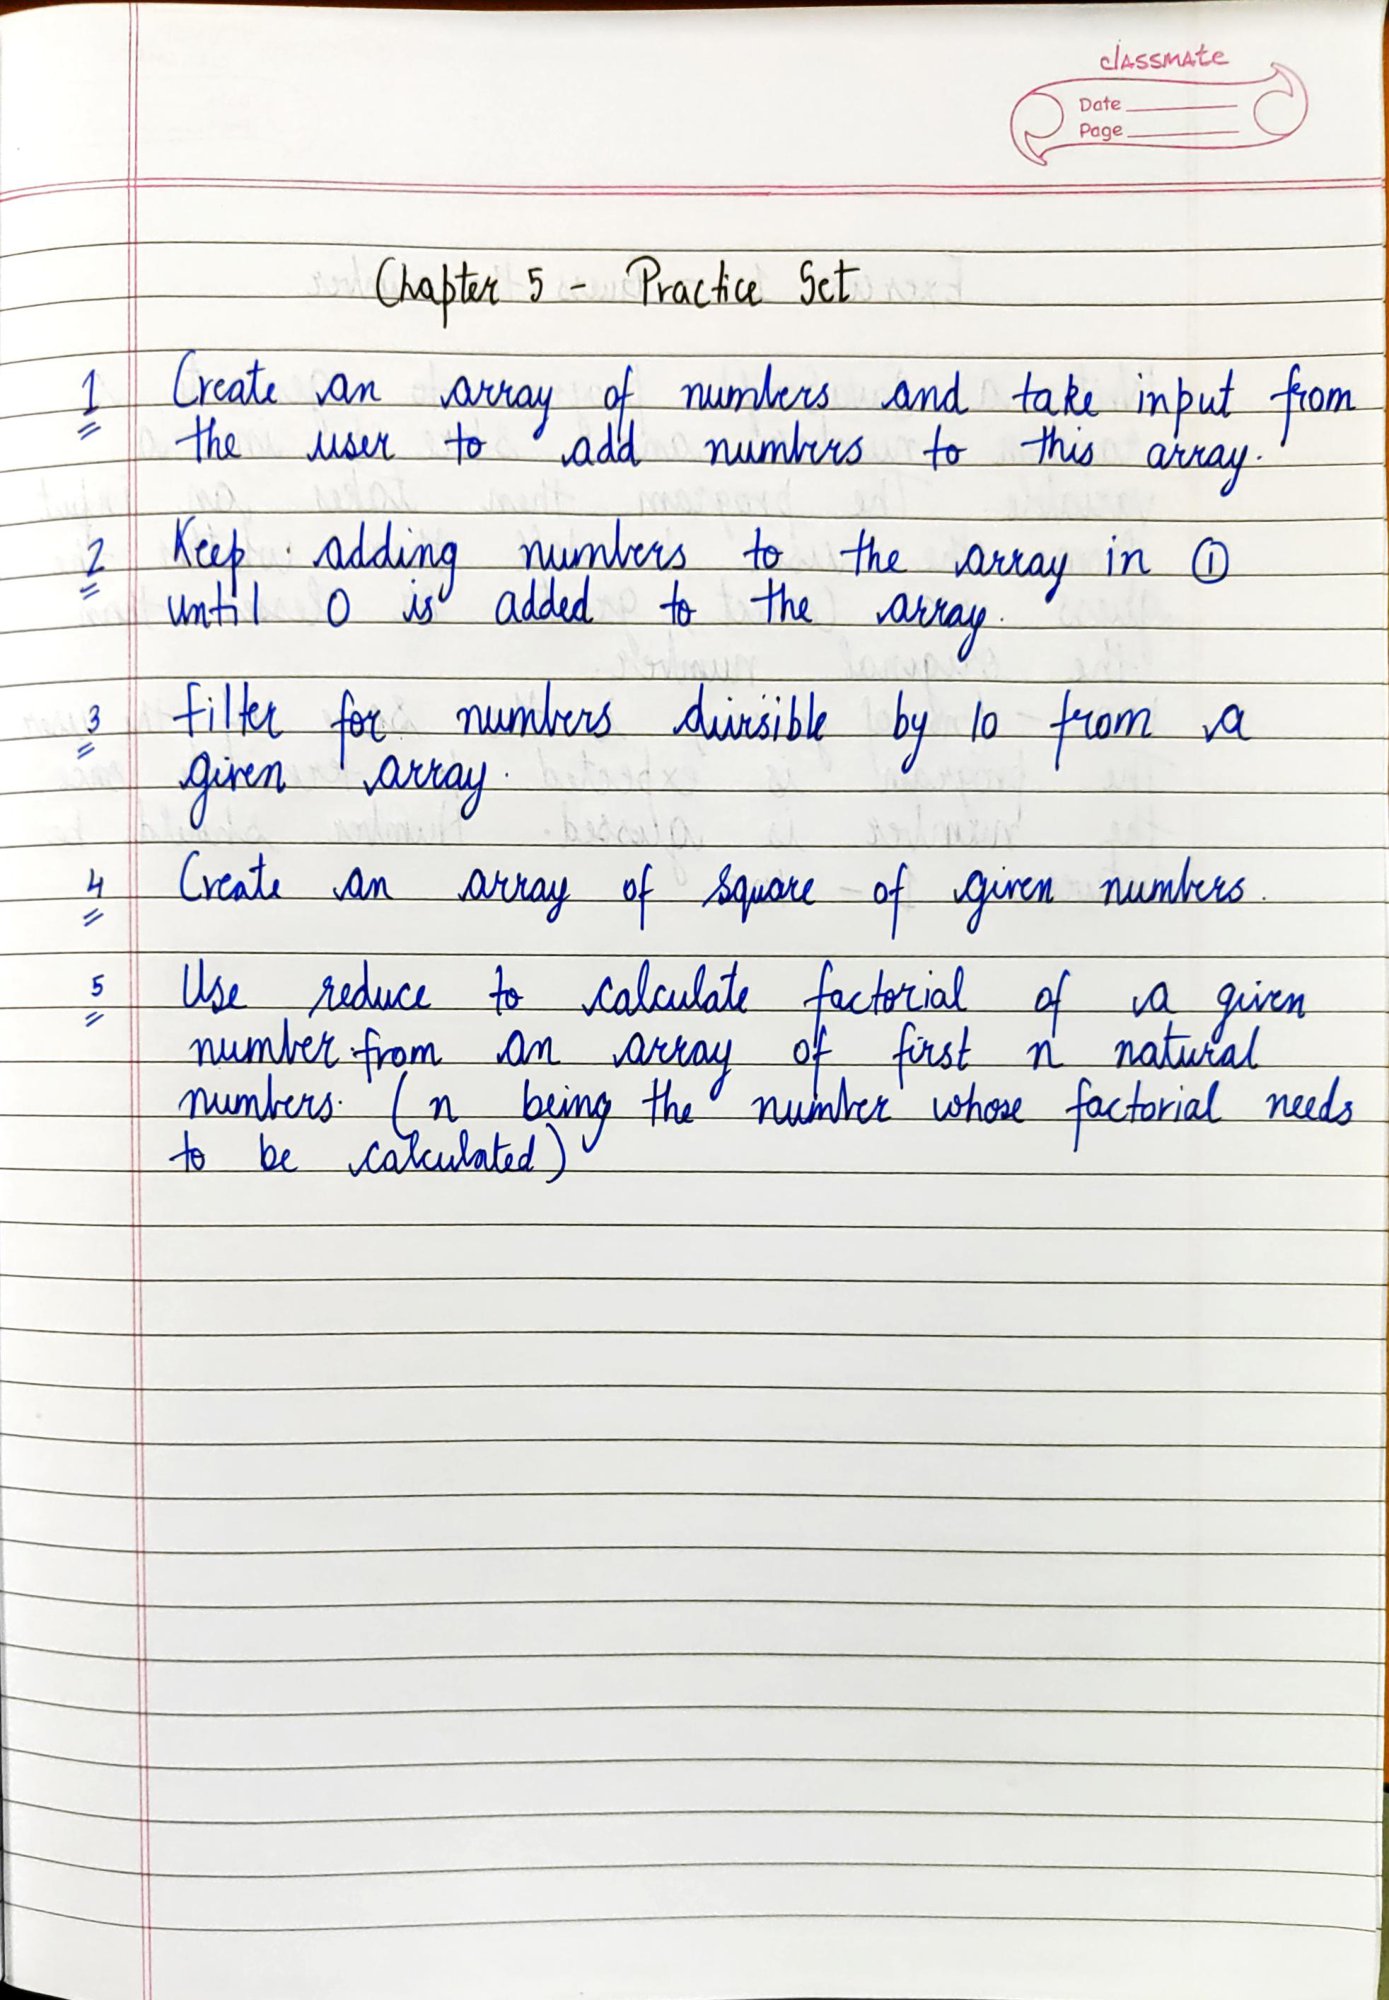 classmate
Date
Page
Chapter 5 - Practice Set
1 Create an array of numbers and take input from
the user to add numbers to this array.
2 Keep adding numbers to the array in ①
until 0 is added to the array.
3 Filter for numbers divisible by 10 from a
given array.
4 Create an array of square of given numbers.
5 Use reduce to calculate factorial of a given
number from an array of first n natural
numbers. (n being the number whose factorial needs
to be calculated)